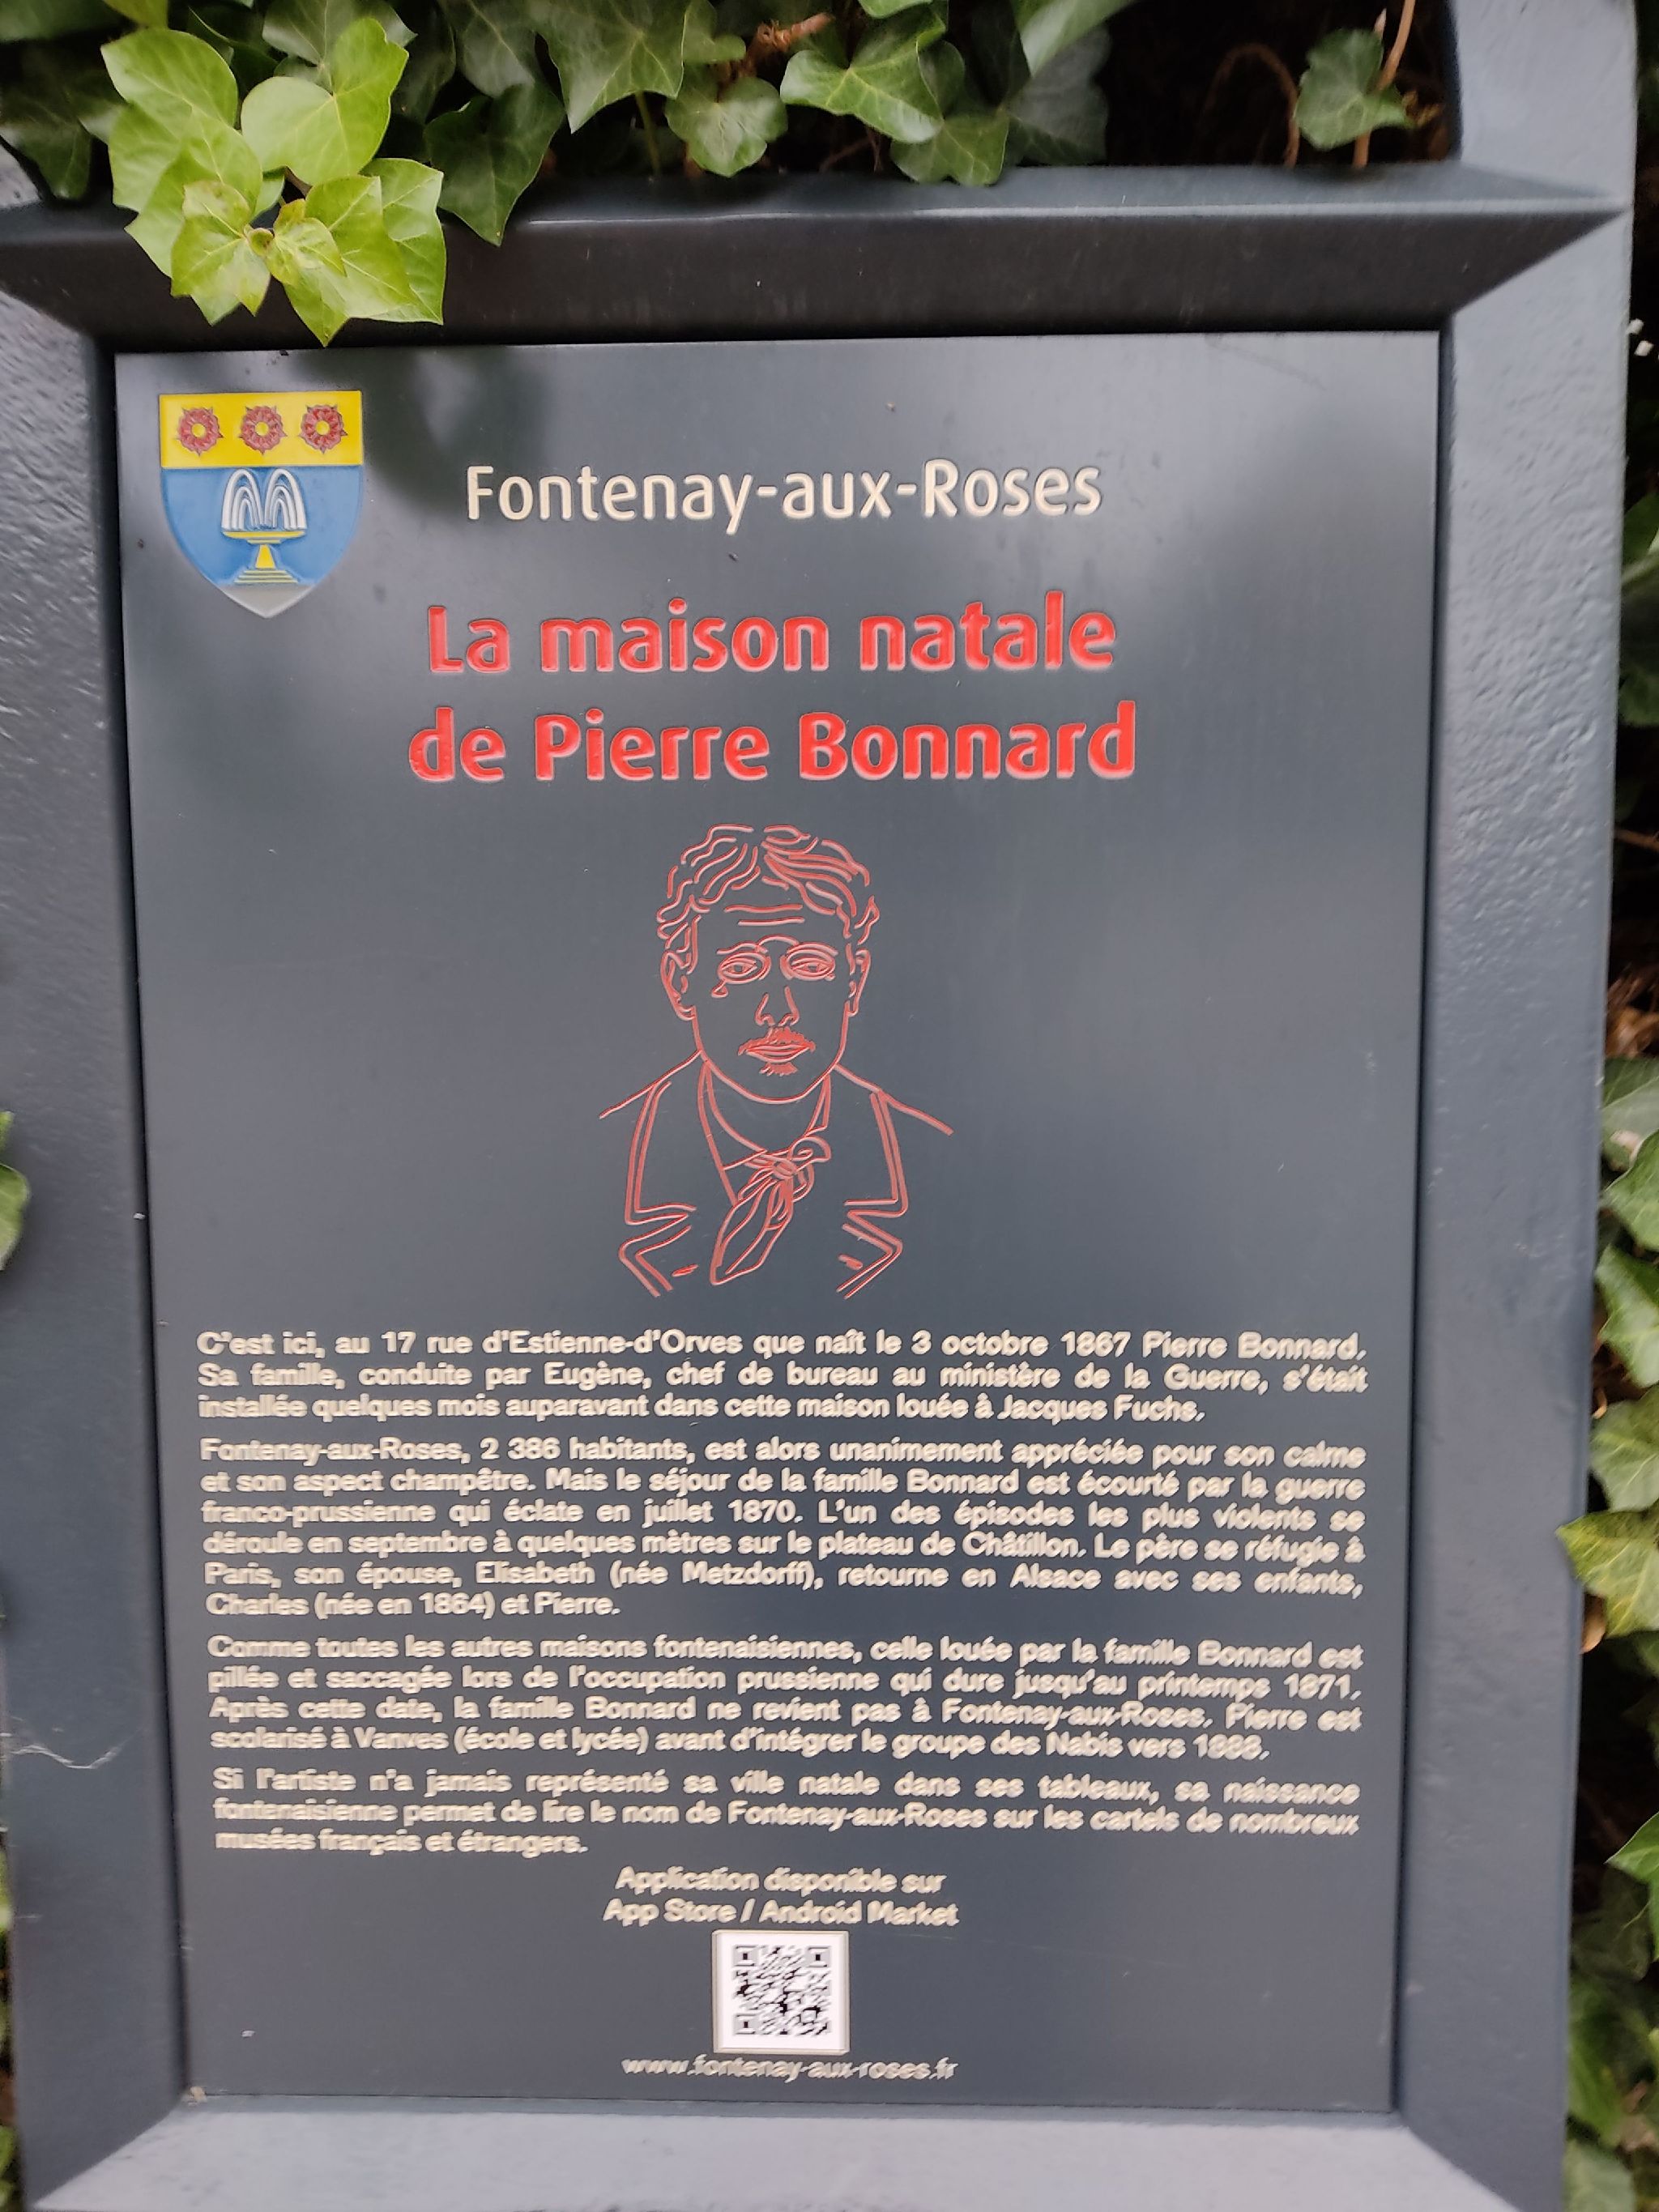 Fontenay-aux-Roses
La maison natale
de Pierre Bonnard
C'est ici, au 17 rue d'Estienne-d'Orves que naît le 3 octobre 1867 Pierre Bonnard.
Sa famille, conduite par Eugène, chef de bureau au ministère de la Guerre, s'était
installée quelques mois auparavant dans cette maison louée à Jacques Fuchs.
Fontenay-aux-Roses, 2 386 habitants, est alors unanimement appréciée pour son calme
et son aspect champêtre. Mais le séjour de la famille Bonnard est écourté par la guerre
franco-prussienne qui éclate en juillet 1870. L'un des épisodes les plus violents se
déroule en septembre à quelques mètres sur le plateau de Châtillon. Le père se réfugie à
Paris, son épouse, Elisabeth (née Metzdorff), retourne en Alsace avec ses enfants,
Charles (née en 1864) et Pierre.
Comme toutes les autres maisons fontenaisiennes, celle louée par la famille Bonnard est
pillée et saccagée lors de l'occupation prussienne qui dure jusqu'au printemps 1871.
Après cette date, la famille Bonnard ne revient pas à Fontenay-aux-Roses. Pierre est
scolarisé à Vanves (école et lycée) avant d'intégrer le groupe des Nabis vers 1888.
Si l'artiste n'a jamais représenté sa ville natale dans ses tableaux, sa naissance
fontenaisienne permet de lire le nom de Fontenay-aux-Roses sur les cartels de nombreux
musées français et étrangers.
Application disponible sur
App Store / Android Market
www.fontenay-aux-roses.fr